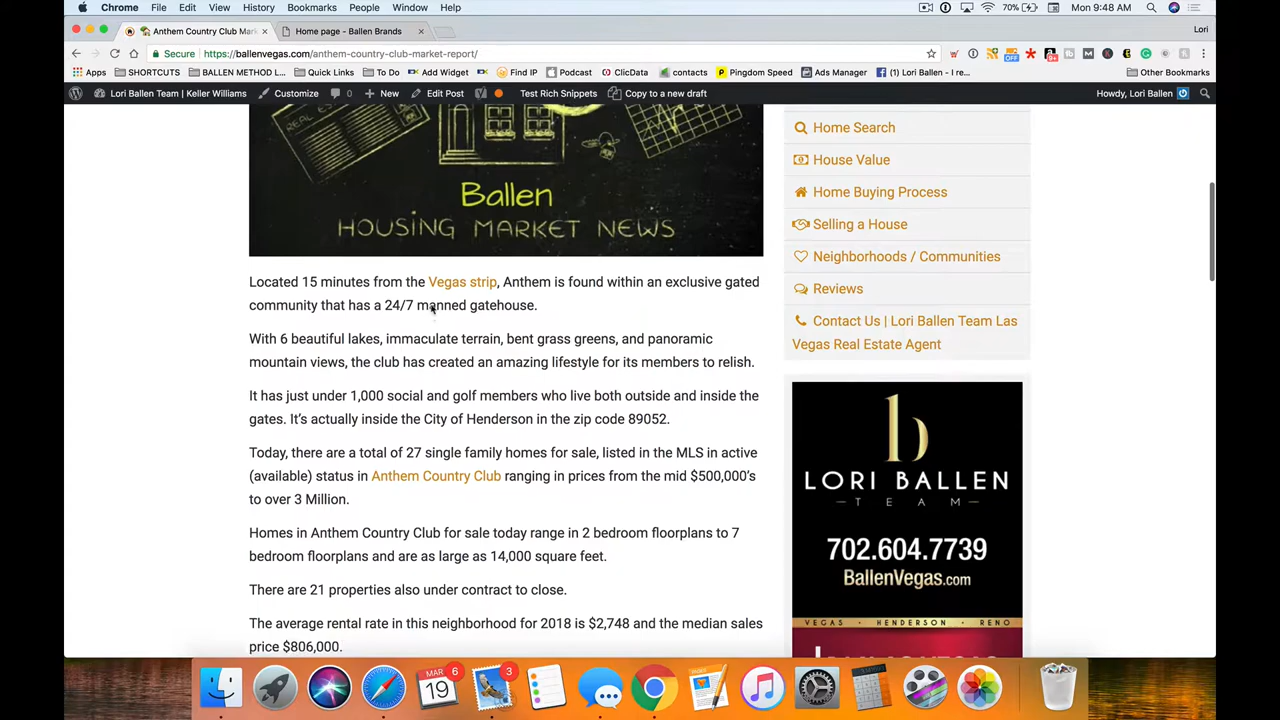 Chrome File Edit View History Bookmarks People Window Help 70% Mon 9:48 AM
Anthem Country Club Mark Home page - Ballen Brands Lori
Secure https://ballenvegas.com/anthem-country-club-market-report/
Apps SHORTCUTS BALLEN METHOD L... Quick Links To Do Add Widget Find IP Podcast ClicData contacts Pingdom Speed Ads Manager (1) Lori Ballen - I re... Other Bookmarks
Lori Ballen Team | Keller Williams Customize 0 New Edit Post Test Rich Snippets Copy to a new draft Howdy, Lori Ballen
REAL
Ballen
HOUSING MARKET NEWS
Located 15 minutes from the Vegas strip, Anthem is found within an exclusive gated
community that has a 24/7 manned gatehouse.
With 6 beautiful lakes, immaculate terrain, bent grass greens, and panoramic
mountain views, the club has created an amazing lifestyle for its members to relish.
It has just under 1,000 social and golf members who live both outside and inside the
gates. It's actually inside the City of Henderson in the zip code 89052.
Today, there are a total of 27 single family homes for sale, listed in the MLS in active
(available) status in Anthem Country Club ranging in prices from the mid $500,000's
to over 3 Million.
Homes in Anthem Country Club for sale today range in 2 bedroom floorplans to 7
bedroom floorplans and are as large as 14,000 square feet.
There are 21 properties also under contract to close.
The average rental rate in this neighborhood for 2018 is $2,748 and the median sales
price $806,000.
Home Search
House Value
Home Buying Process
Selling a House
Neighborhoods / Communities
Reviews
Contact Us | Lori Ballen Team Las
Vegas Real Estate Agent
b
LORI BALLEN
TEAM
702.604.7739
BallenVegas.com
VEGAS • HENDERSON • RENO
MAR 6
19
3